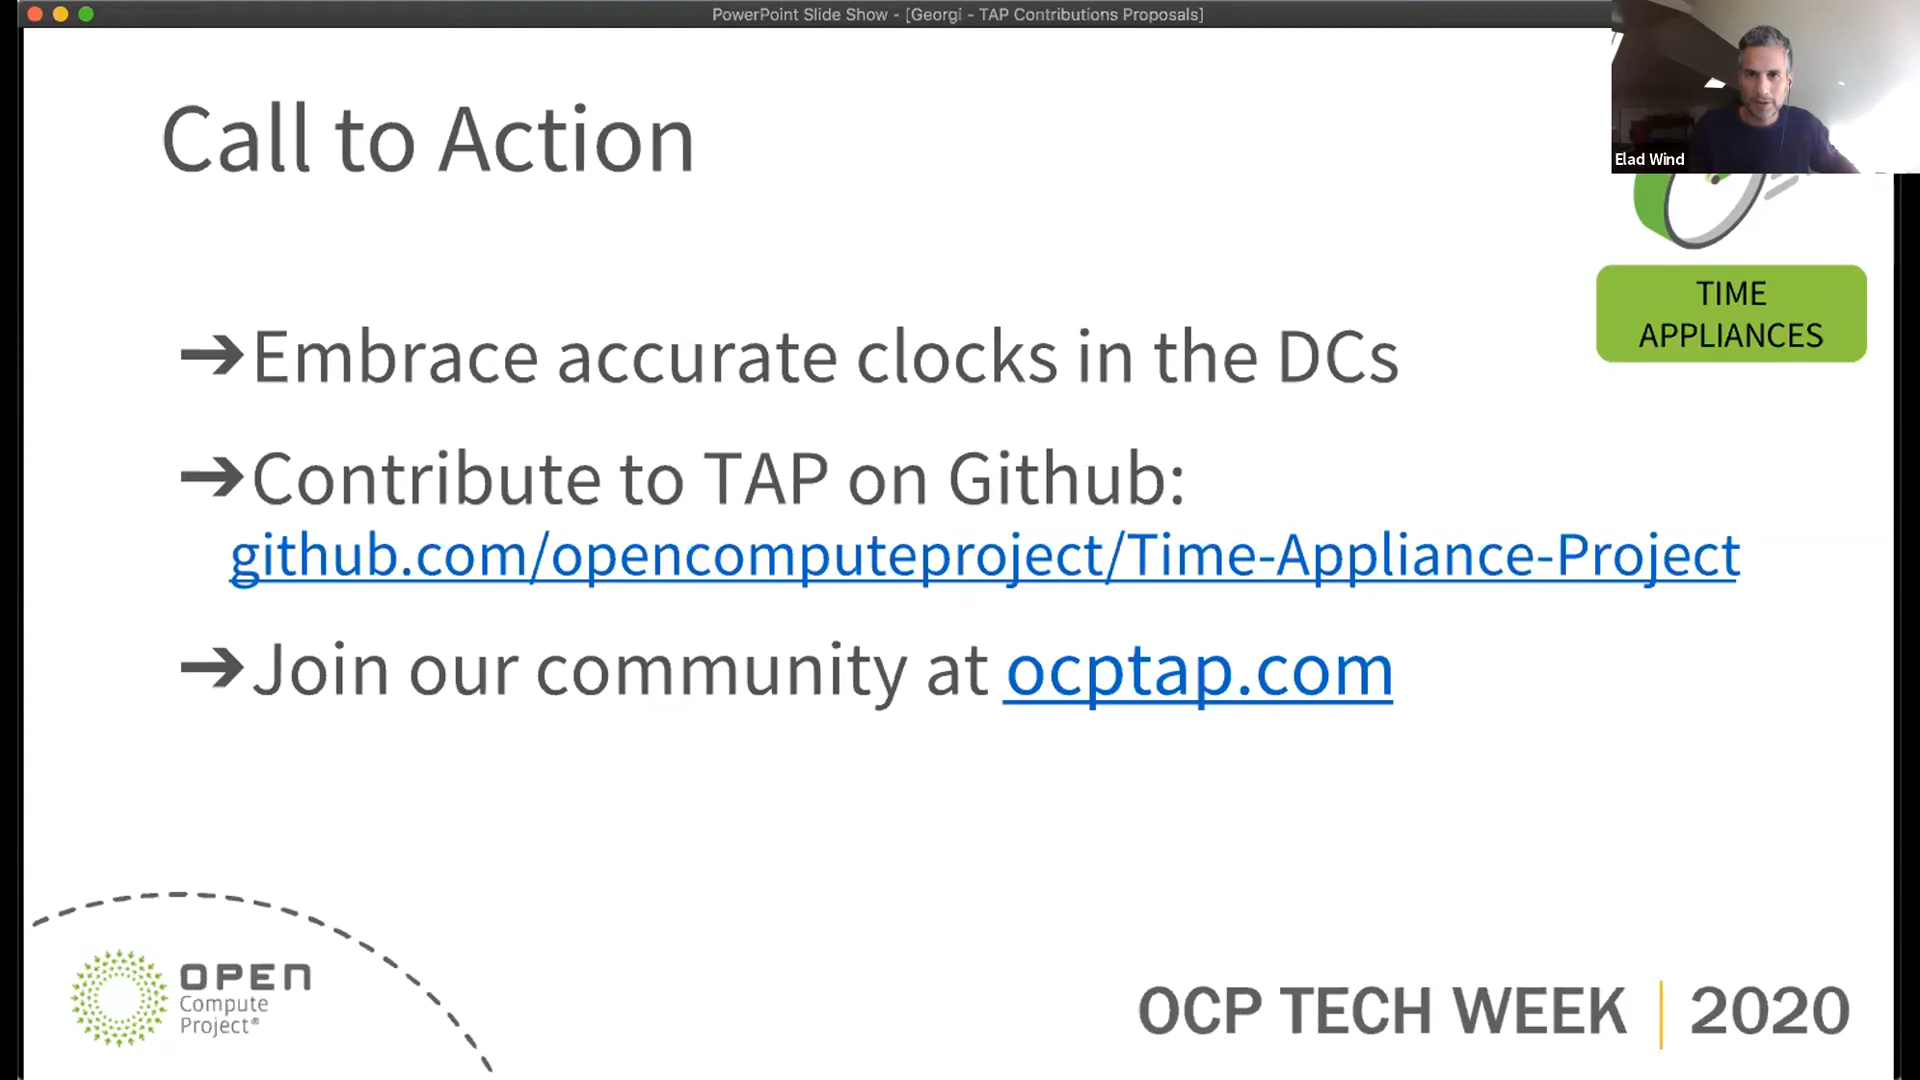 PowerPoint Slide Show - [Georgi - TAP Contributions Proposals]
Elad Wind
Call to Action
TIME
APPLIANCES
➔Embrace accurate clocks in the DCs
➔Contribute to TAP on Github:
github.com/opencomputeproject/Time-Appliance-Project
➔Join our community at ocptap.com
OPEN
Compute
Project®
OCP TECH WEEK | 2020